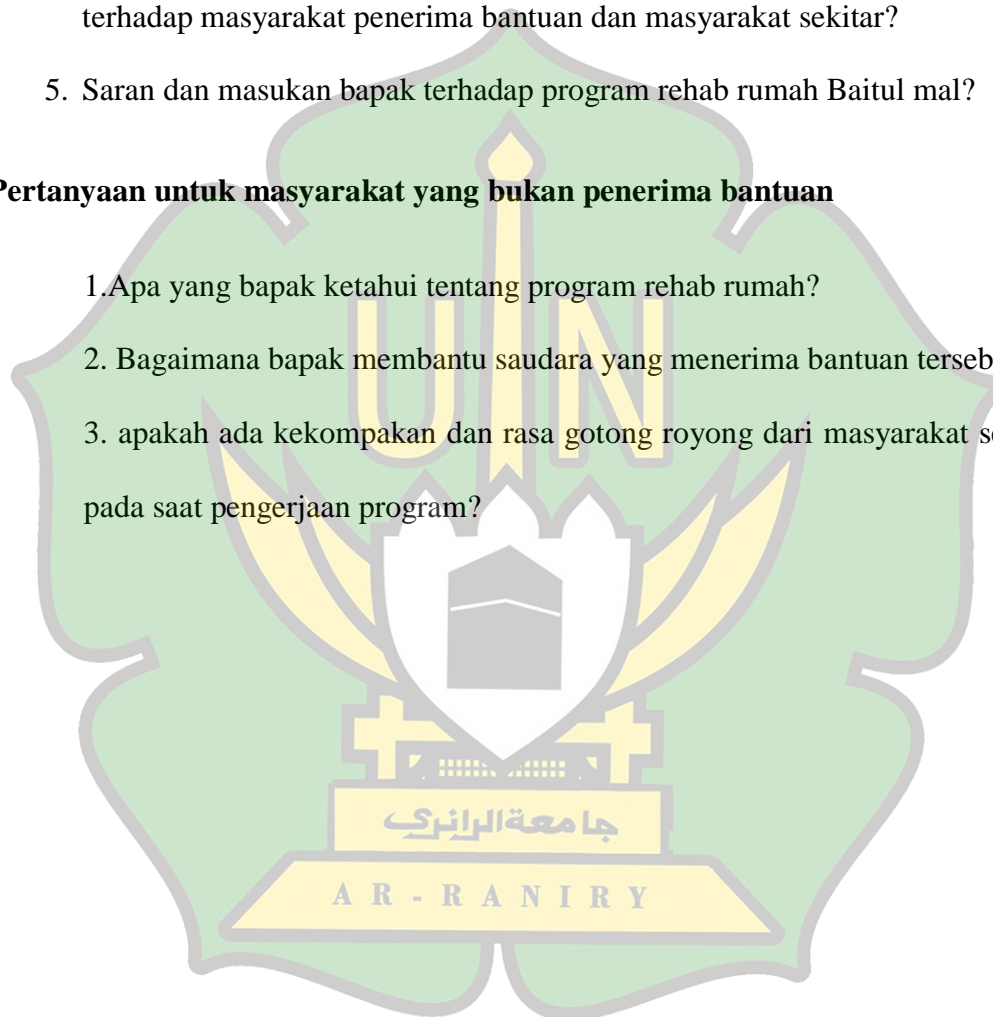 terhadap masyarakat penerima bantuan dan masyarakat sekitar?
5. Saran dan masukan bapak terhadap program rehab rumah Baitul mal?
Pertanyaan untuk masyarakat yang bukan penerima bantuan
1.Apa yang bapak ketahui tentang program rehab rumah?
2. Bagaimana bapak membantu saudara yang menerima bantuan terseb
3. apakah ada kekompakan dan rasa gotong royong dari masyarakat se
pada saat pengerjaan program?
UIN
جامعة الرانري
AR-RANIRY